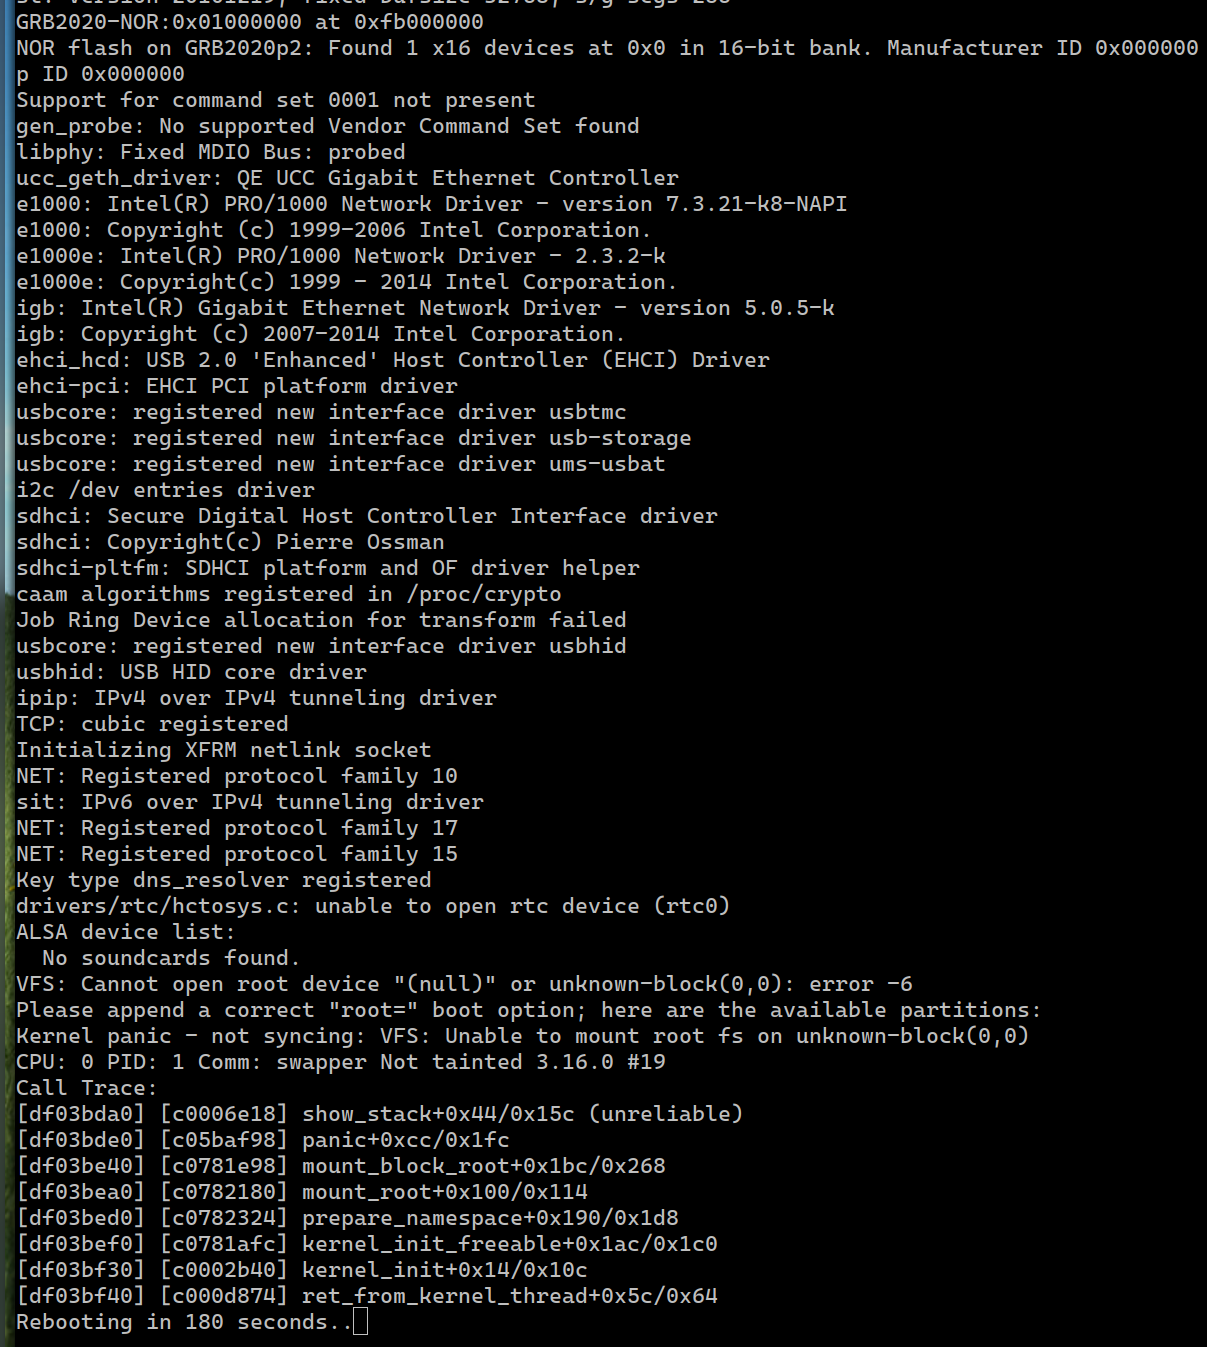 GRB2020-NOR:0x01000000 at 0xfb000000
NOR flash on GRB2020p2: Found 1 x16 devices at 0x0 in 16-bit bank. Manufacturer ID 0x000000
p ID 0x000000
Support for command set 0001 not present
gen_probe: No supported Vendor Command Set found
libphy: Fixed MDIO Bus: probed
ucc_geth_driver: QE UCC Gigabit Ethernet Controller
e1000: Intel(R) PRO/1000 Network Driver - version 7.3.21-k8-NAPI
e1000: Copyright (c) 1999-2006 Intel Corporation.
e1000e: Intel(R) PRO/1000 Network Driver - 2.3.2-k
e1000e: Copyright(c) 1999 - 2014 Intel Corporation.
igb: Intel(R) Gigabit Ethernet Network Driver - version 5.0.5-k
igb: Copyright (c) 2007-2014 Intel Corporation.
ehci_hcd: USB 2.0 'Enhanced' Host Controller (EHCI) Driver
ehci-pci: EHCI PCI platform driver
usbcore: registered new interface driver usbtmc
usbcore: registered new interface driver usb-storage
usbcore: registered new interface driver ums-usbat
i2c /dev entries driver
sdhci: Secure Digital Host Controller Interface driver
sdhci: Copyright(c) Pierre Ossman
sdhci-pltfm: SDHCI platform and OF driver helper
caam algorithms registered in /proc/crypto
Job Ring Device allocation for transform failed
usbcore: registered new interface driver usbhid
usbhid: USB HID core driver
ipip: IPv4 over IPv4 tunneling driver
TCP: cubic registered
Initializing XFRM netlink socket
NET: Registered protocol family 10
sit: IPv6 over IPv4 tunneling driver
NET: Registered protocol family 17
NET: Registered protocol family 15
Key type dns_resolver registered
drivers/rtc/hctosys.c: unable to open rtc device (rtc0)
ALSA device list:
  No soundcards found.
VFS: Cannot open root device "(null)" or unknown-block(0,0): error -6
Please append a correct "root=" boot option; here are the available partitions:
Kernel panic - not syncing: VFS: Unable to mount root fs on unknown-block(0,0)
CPU: 0 PID: 1 Comm: swapper Not tainted 3.16.0 #19
Call Trace:
[df03bda0] [c0006e18] show_stack+0x44/0x15c (unreliable)
[df03bde0] [c05baf98] panic+0xcc/0x1fc
[df03be40] [c0781e98] mount_block_root+0x1bc/0x268
[df03bea0] [c0782180] mount_root+0x100/0x114
[df03bed0] [c0782324] prepare_namespace+0x190/0x1d8
[df03bef0] [c0781afc] kernel_init_freeable+0x1ac/0x1c0
[df03bf30] [c0002b40] kernel_init+0x14/0x10c
[df03bf40] [c000d874] ret_from_kernel_thread+0x5c/0x64
Rebooting in 180 seconds..